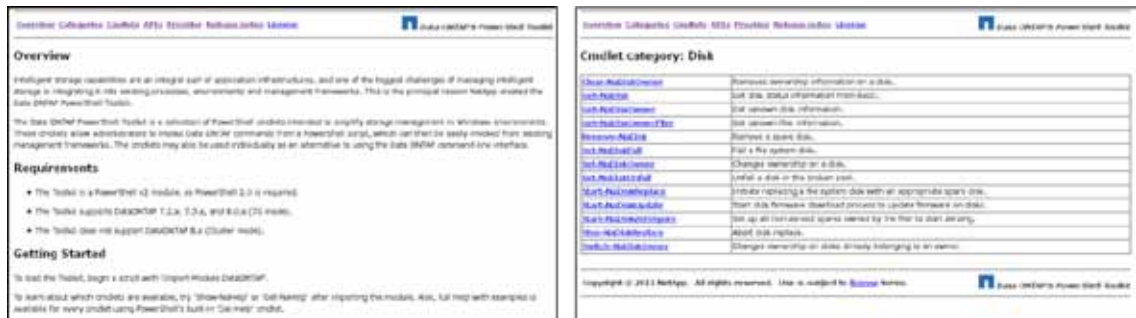 Overview Categories Cmdlets APIs Provider Release notes License
Data ONTAP® PowerShell Toolkit
Overview
Intelligent storage capabilities are an integral part of application infrastructures, and one of the biggest challenges of managing intelligent
storage is integrating it into existing processes, environments and management frameworks. This is the principal reason NetApp created the
Data ONTAP PowerShell Toolkit.
The Data ONTAP PowerShell Toolkit is a collection of PowerShell cmdlets intended to simplify storage management in Windows environments.
These cmdlets allow administrators to invoke Data ONTAP commands from a PowerShell script, which can then be easily invoked from existing
management frameworks. The cmdlets may also be used individually as an alternative to using the Data ONTAP command-line interface.
Requirements
The Toolkit is a PowerShell v2 module, so PowerShell 2.0 is required.
The Toolkit supports DataONTAP 7.2.x, 7.3.x, and 8.0.x (7G mode).
The Toolkit does not support DataONTAP 8.x (Cluster mode).
Getting Started
To load the Toolkit, begin a script with 'Import-Module DataONTAP'.
To learn about which cmdlets are available, try 'Show-NaHelp' or 'Get-NaHelp' after importing the module. Also, full help with examples is
available for every cmdlet using PowerShell's built-in 'Get-Help' cmdlet.
Overview Categories Cmdlets APIs Provider Release notes License
Data ONTAP® PowerShell Toolkit
Cmdlet category: Disk
Clear-NaDiskOwner Removes ownership information on a disk.
Get-NaDisk Get disk status information from
Get-NaDiskOwner Get sanown disk information.
Get-NaDiskOwnerFiler Get sanown filer information.
Remove-NaDisk Remove a spare disk.
Set-NaDiskFail Fail a file system disk.
Set-NaDiskOwner Changes ownership on a disk.
Set-NaDiskUnfail Unfail a disk in the broken pool.
Start-NaDiskReplace Initiate replacing a file system disk with an appropriate spare disk.
Start-NaDiskUpdate Start disk firmware download process to update firmware on disks.
Start-NaDiskZeroSpare Set up all non-zeroed spares owned by the filer to start zeroing.
Stop-NaDiskReplace Abort disk replace.
Switch-NaDiskOwner Changes ownership on disks already belonging to an owner.
Copyright © 2011 NetApp. All rights reserved. Use is subject to license terms.
Data ONTAP® PowerShell Toolkit